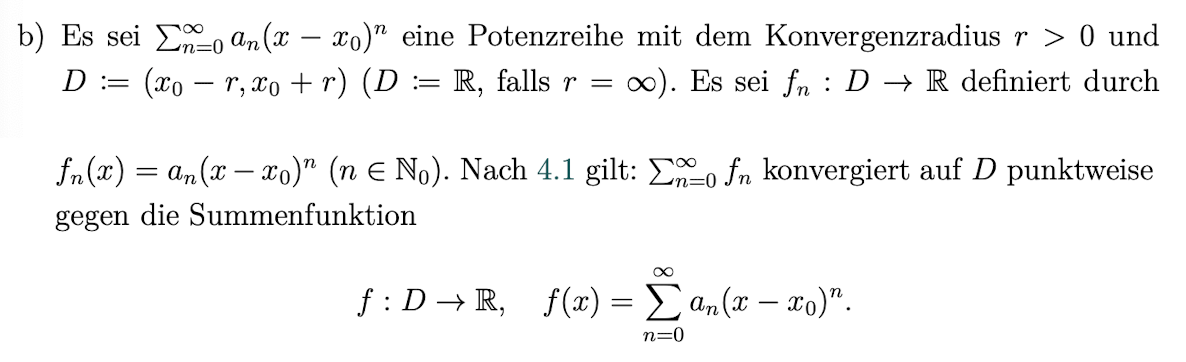 b) Es sei ∑_{n=0}^{∞} a_n(x − x_0)^n eine Potenzreihe mit dem Konvergenzradius r > 0 und
D := (x_0 − r, x_0 + r) (D := ℝ, falls r = ∞). Es sei f_n : D → ℝ definiert durch
f_n(x) = a_n(x − x_0)^n (n ∈ ℕ_0). Nach 4.1 gilt: ∑_{n=0}^{∞} f_n konvergiert auf D punktweise
gegen die Summenfunktion
f : D → ℝ, f(x) = ∑_{n=0}^{∞} a_n(x − x_0)^n.